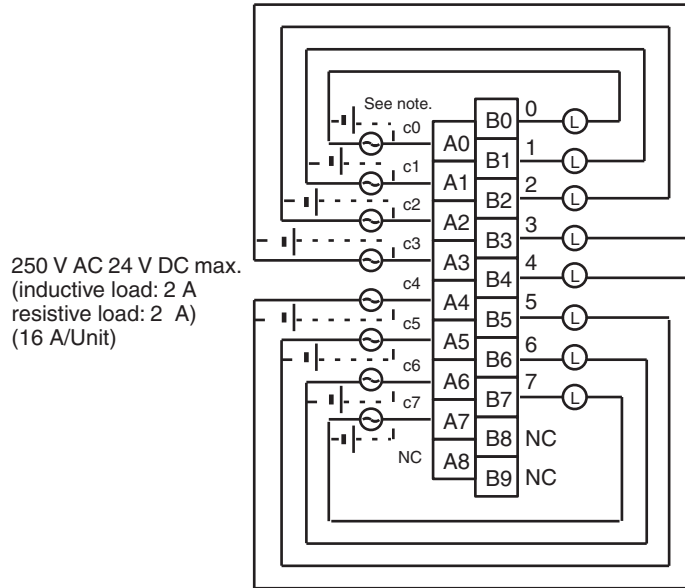 See note.
c0
c1
c2
c3
c4
c5
c6
c7
NC
A0
A1
A2
A3
A4
A5
A6
A7
A8
B0
B1
B2
B3
B4
B5
B6
B7
B8
B9
0
1
2
3
4
5
6
7
NC
NC
L
L
L
L
L
L
L
L
250 V AC 24 V DC max.
(inductive load: 2 A
resistive load: 2 A)
(16 A/Unit)